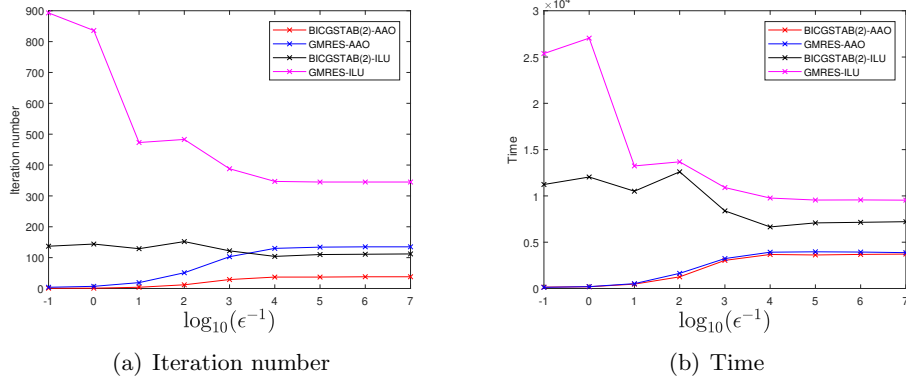 900
800
700
600
500
400
300
200
100
0
Iteration number
-1 0 1 2 3 4 5 6 7
log₁₀(ϵ⁻¹)
BICGSTAB(2)-AAO
GMRES-AAO
BICGSTAB(2)-ILU
GMRES-ILU
(a) Iteration number
×10⁴
3
2.5
2
1.5
1
0.5
0
Time
-1 0 1 2 3 4 5 6 7
log₁₀(ϵ⁻¹)
BICGSTAB(2)-AAO
GMRES-AAO
BICGSTAB(2)-ILU
GMRES-ILU
(b) Time